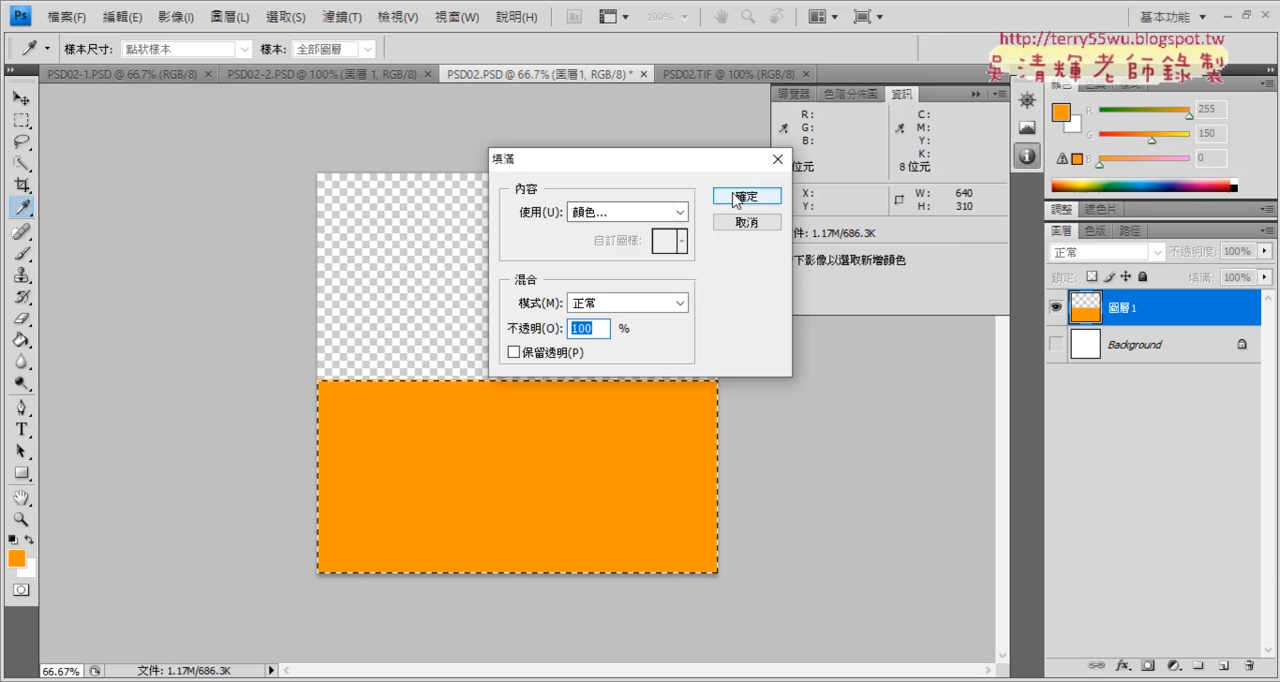 Ps 檔案(F) 編輯(E) 影像(I) 圖層(L) 選取(S) 濾鏡(T) 檢視(V) 視窗(W) 說明(H) Br 100% 基本功能
http://terry55wu.blogspot.tw
樣本尺寸: 點狀樣本 樣本: 全部圖層
吳清輝老師錄製
PSD02-1.PSD @ 66.7% (RGB/8) × PSD02-2.PSD @ 100% (圖層 1, RGB/8) × PSD02.PSD @ 66.7% (圖層1, RGB/8) * × PSD02.TIF @ 100% (RGB/8) ×
導覽器 色階分佈圖 資訊
R: C:
G: M:
B: Y:
K:
位元 8 位元
X: W: 640
Y: H: 310
件: 1.17M/686.3K
下影像以選取新增顏色
R 255
G 150
B 0
調整 遮色片
圖層 色版 路徑
正常 不透明度: 100%
鎖定: 填滿: 100%
圖層1
Background
填滿
內容
使用(U): 顏色...
自訂圖樣:
確定
取消
混合
模式(M): 正常
不透明(O): 100 %
保留透明(P)
66.67% 文件: 1.17M/686.3K